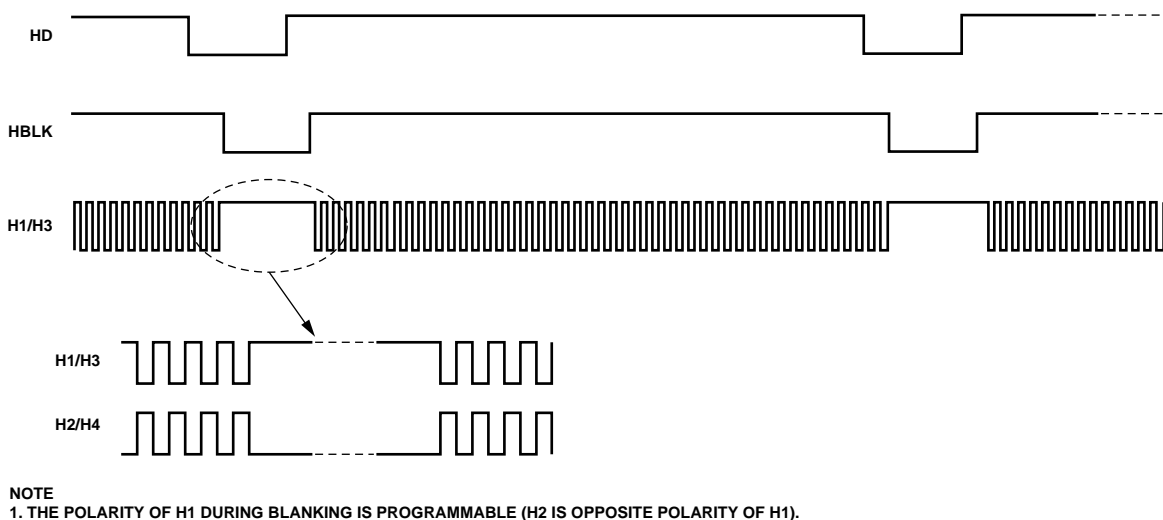 HD
HBLK
H1/H3
H1/H3
H2/H4
NOTE
1. THE POLARITY OF H1 DURING BLANKING IS PROGRAMMABLE (H2 IS OPPOSITE POLARITY OF H1).